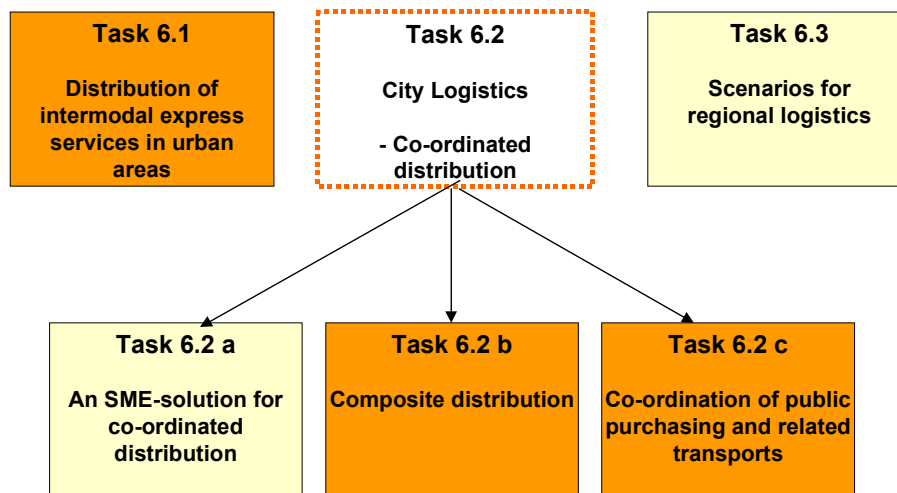 Task 6.1
Distribution of
intermodal express
services in urban
areas
Task 6.2
City Logistics
- Co-ordinated
distribution
Task 6.3
Scenarios for
regional logistics
Task 6.2 a
An SME-solution for
co-ordinated
distribution
Task 6.2 b
Composite distribution
Task 6.2 c
Co-ordination of public
purchasing and related
transports